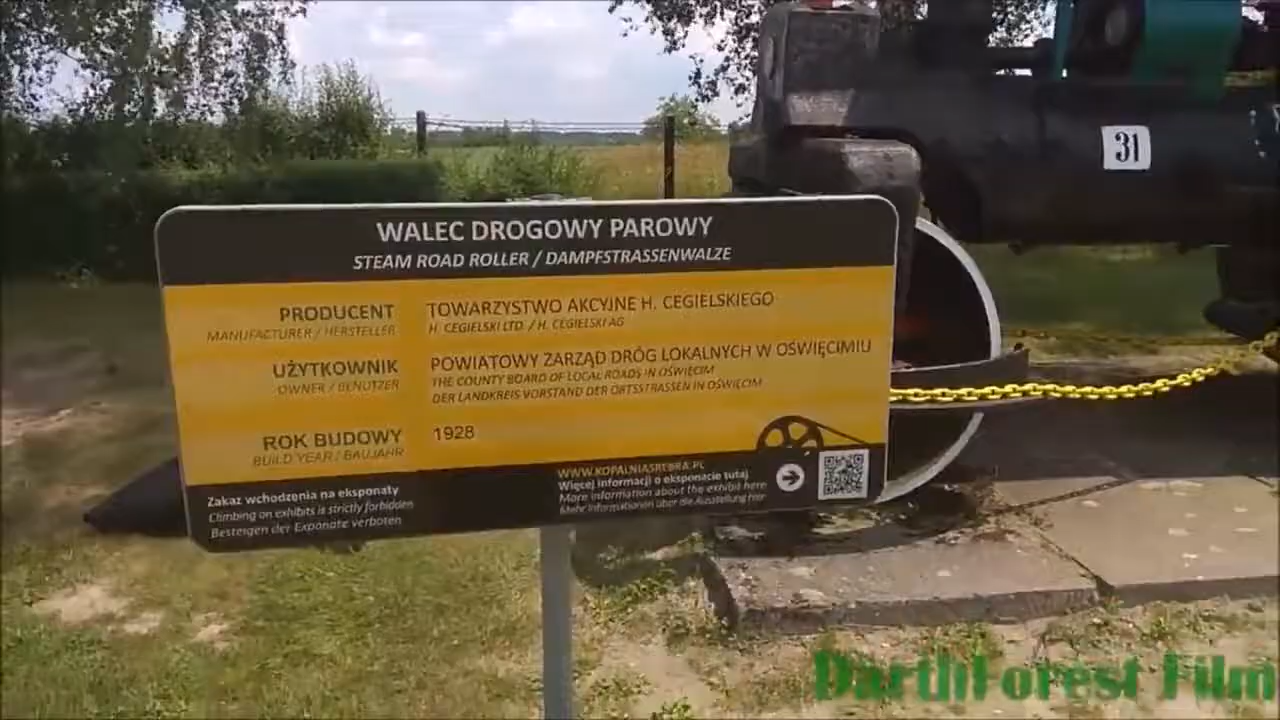 31
WALEC DROGOWY PAROWY
STEAM ROAD ROLLER / DAMPFSTRASSENWALZE
PRODUCENT
MANUFACTURER / HERSTELLER
TOWARZYSTWO AKCYJNE H. CEGIELSKIEGO
H. CEGIELSKI LTD. / H. CEGIELSKI AG
UŻYTKOWNIK
OWNER / BENUTZER
POWIATOWY ZARZĄD DRÓG LOKALNYCH W OŚWIĘCIMIU
THE COUNTY BOARD OF LOCAL ROADS IN OŚWIĘCIM
DER LANDKREIS VORSTAND DER ORTSSTRASSEN IN OŚWIĘCIM
ROK BUDOWY
BUILD YEAR / BAUJAHR
1928
Zakaz wchodzenia na eksponaty
Climbing on exhibits is strictly forbidden
Besteigen der Exponate verboten
WWW.KOPALNIASREBRA.PL
Więcej informacji o eksponacie tutaj
More information about the exhibit here
Mehr Informationen über die Ausstellung hier
DarthForest Film